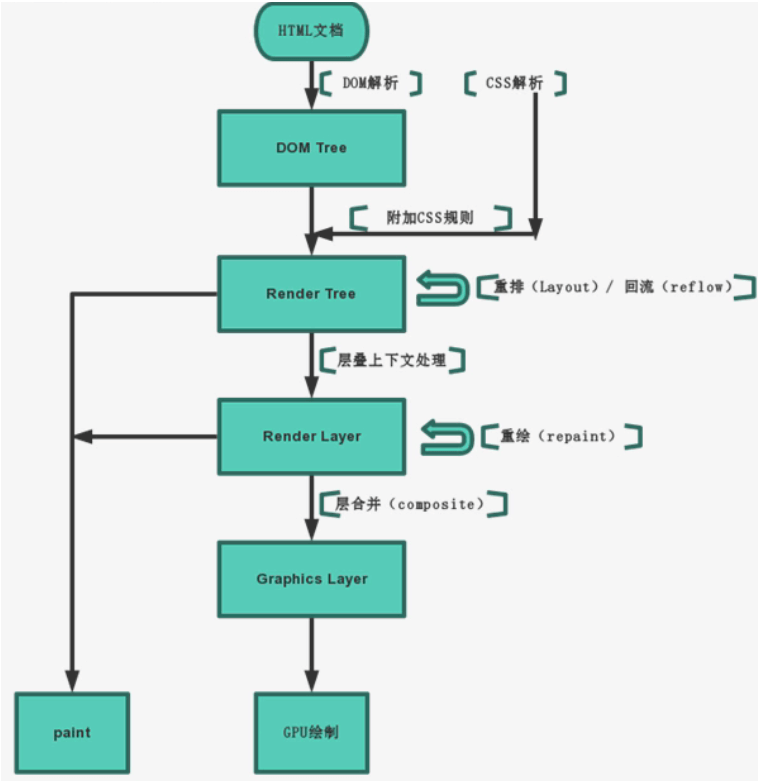 HTML文档
DOM解析
CSS解析
DOM Tree
附加CSS规则
Render Tree
重排（Layout）/ 回流（reflow）
层叠上下文处理
Render Layer
重绘（repaint）
层合并（composite）
Graphics Layer
paint
GPU绘制